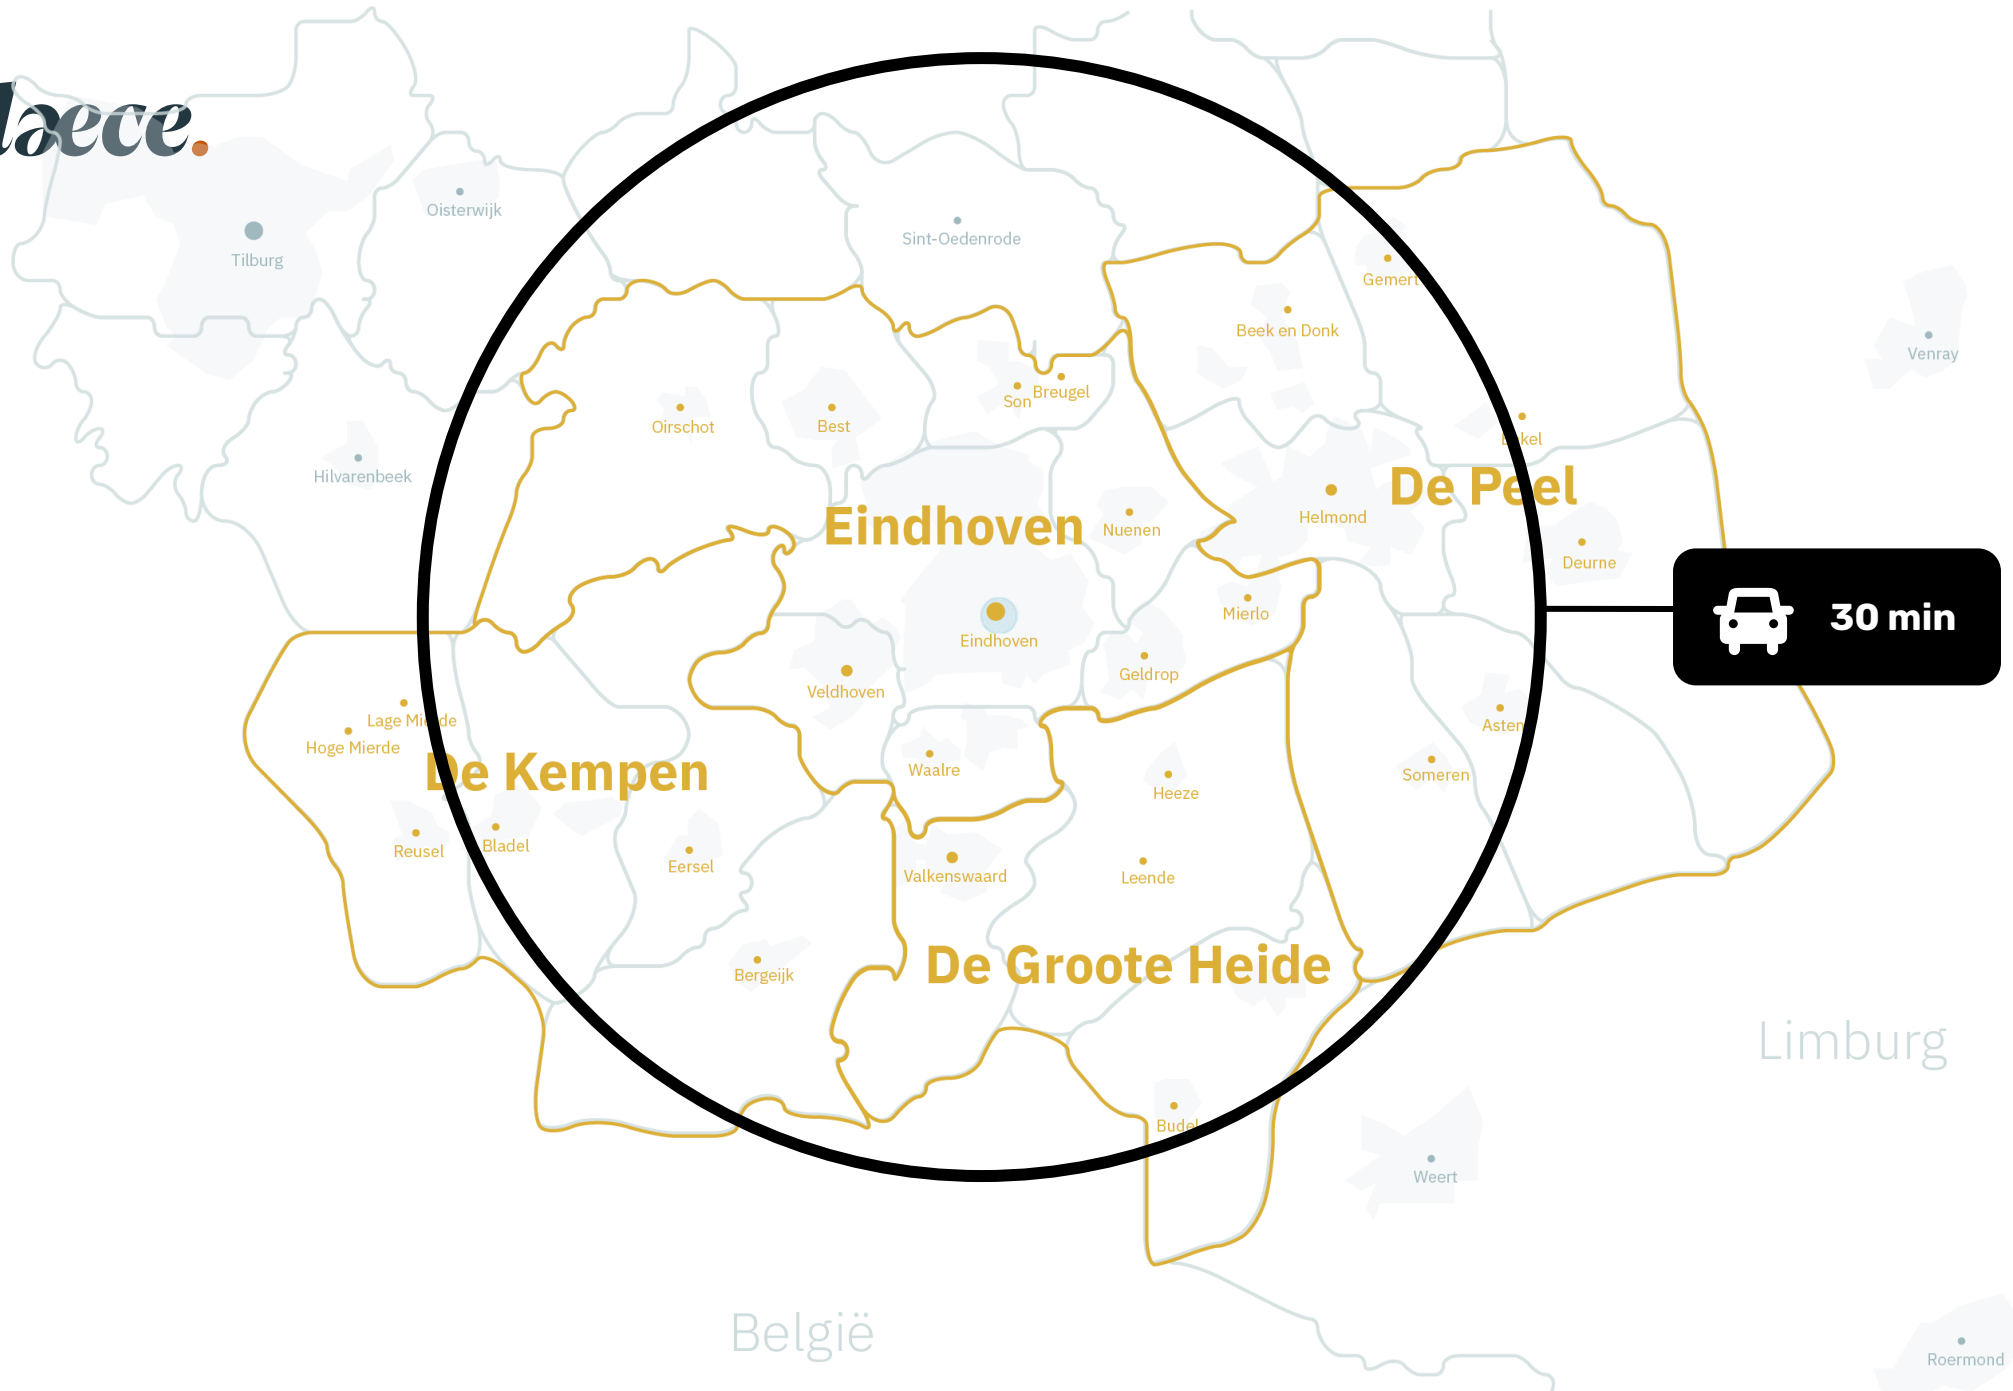 laece.
Oisterwijk
Tilburg
Sint-Oedenrode
Gemert
Beek en Donk
Venray
Son
Breugel
Oirschot
Best
Hilvarenbeek
De Peel
Eindhoven
Nuenen
Helmond
Deurne
30 min
Mierlo
Eindhoven
Geldrop
Veldhoven
Lage Mierde
Hoge Mierde
Asten
De Kempen
Waalre
Someren
Heeze
Reusel
Bladel
Eersel
Valkenswaard
Leende
De Groote Heide
Bergeijk
Limburg
Budel
Weert
België
Roermond